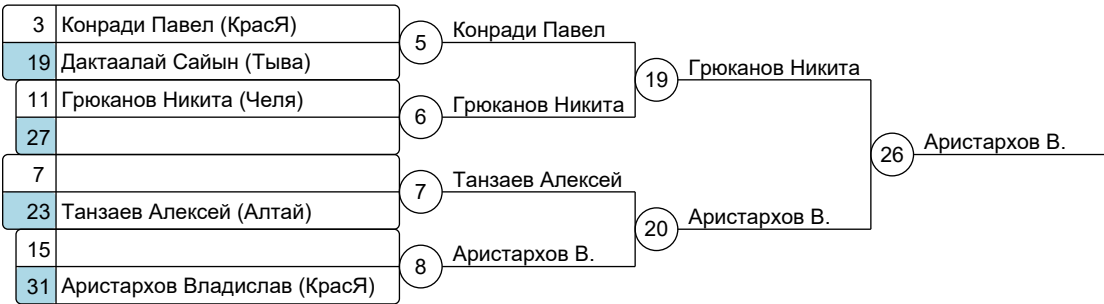 3 Конради Павел (КрасЯ)
19 Дактаалай Сайын (Тыва)
11 Грюканов Никита (Челя)
27
7
23 Танзаев Алексей (Алтай)
15
31 Аристархов Владислав (КрасЯ)
5 Конради Павел
6 Грюканов Никита
7 Танзаев Алексей
8 Аристархов В.
19 Грюканов Никита
20 Аристархов В.
26 Аристархов В.